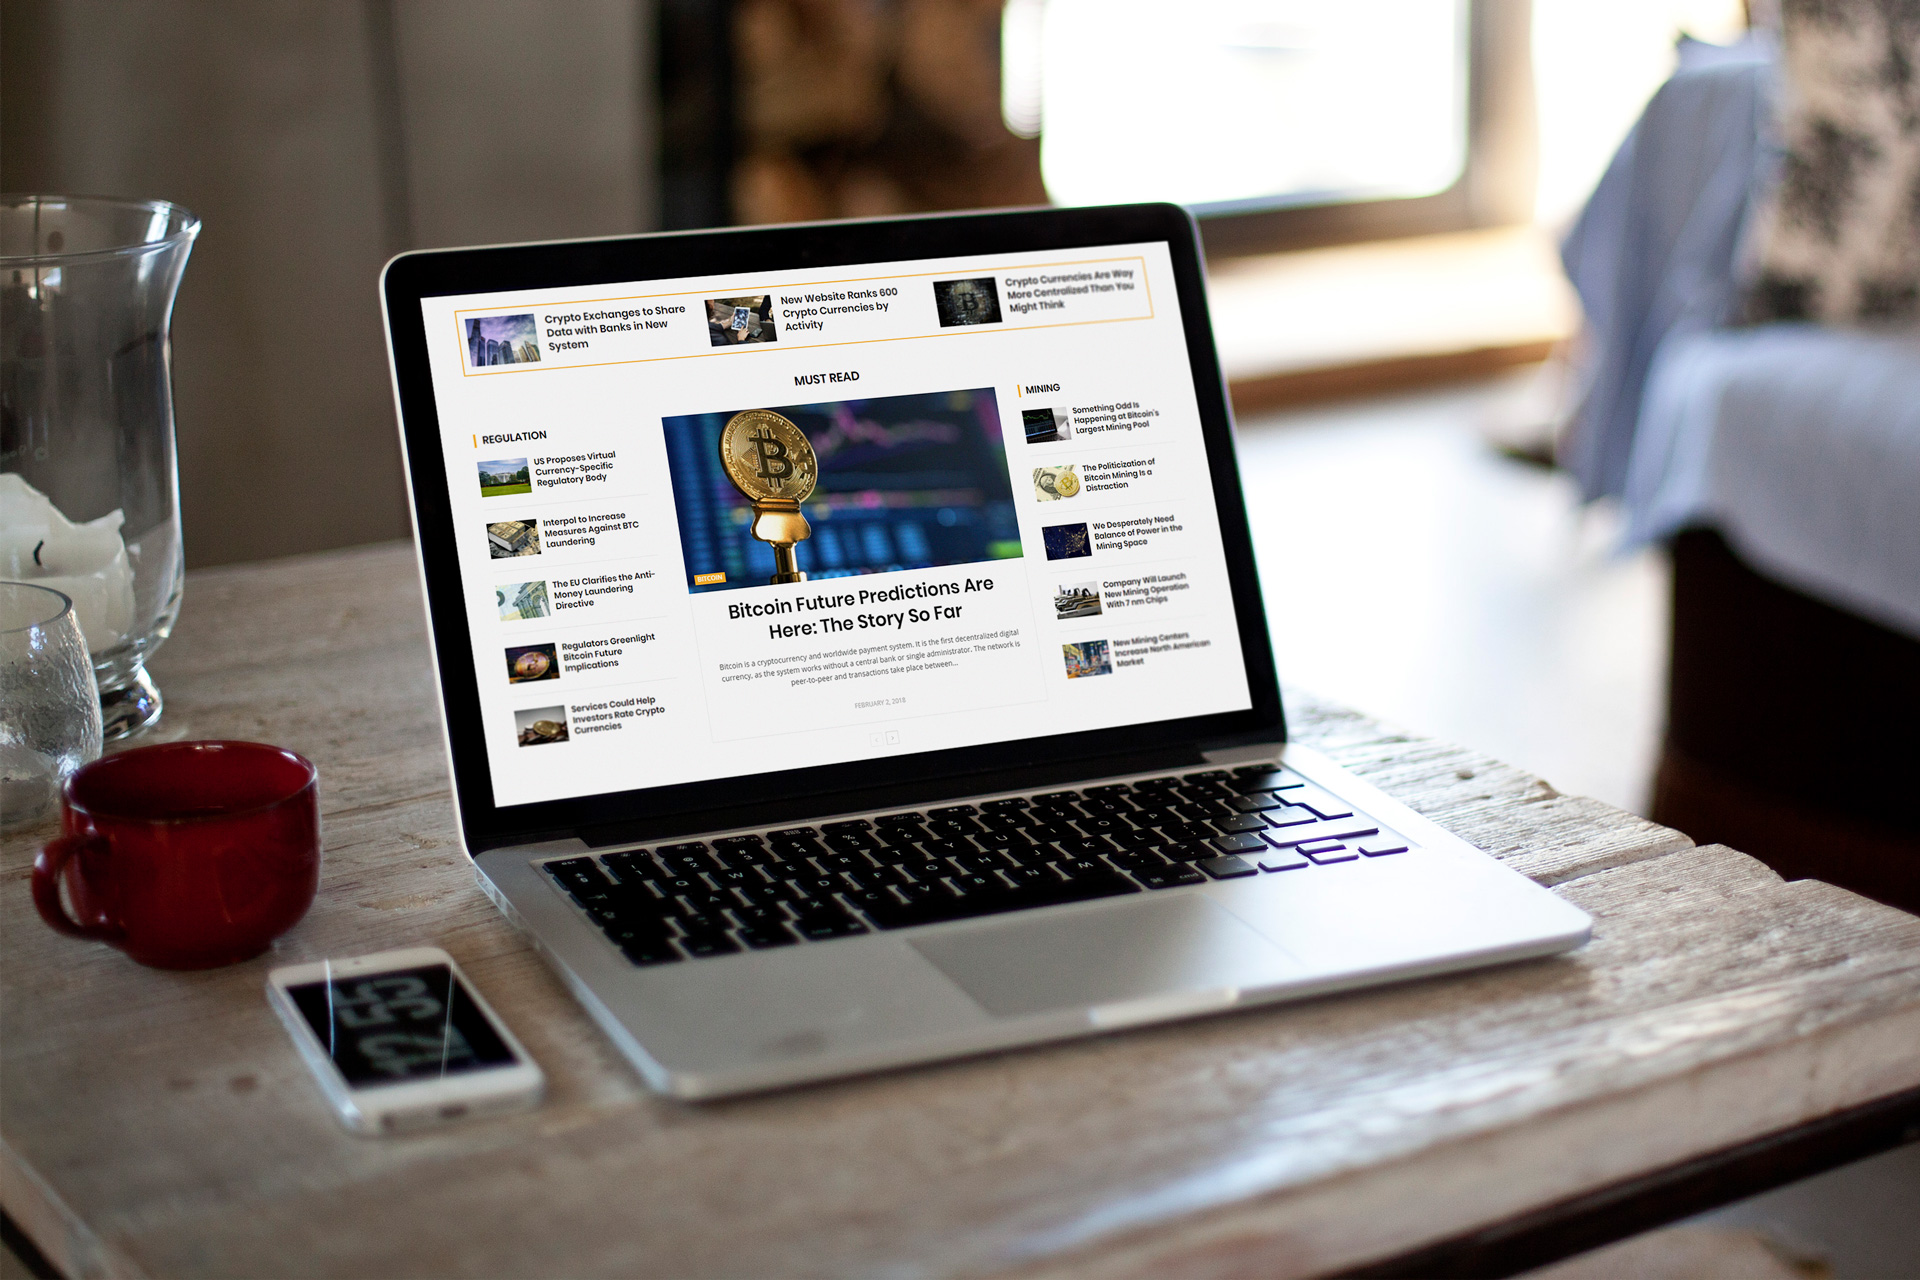 Crypto Exchanges to Share
Data with Banks in New
System
New Website Ranks 600
Crypto Currencies by
Activity
Crypto Currencies Are Way
More Centralized Than You
Might Think
REGULATION
US Proposes Virtual
Currency-Specific
Regulatory Body
Interpol to Increase
Measures Against BTC
Laundering
The EU Clarifies the Anti-
Money Laundering
Directive
Regulators Greenlight
Bitcoin Future
Implications
Services Could Help
Investors Rate Crypto
Currencies
MUST READ
BITCOIN
Bitcoin Future Predictions Are
Here: The Story So Far
Bitcoin is a cryptocurrency and worldwide payment system. It is the first decentralized digital
currency, as the system works without a central bank or single administrator. The network is
peer-to-peer and transactions take place between...
FEBRUARY 2, 2018
MINING
Something Odd Is
Happening at Bitcoin's
Largest Mining Pool
The Politicization of
Bitcoin Mining Is a
Distraction
We Desperately Need
Balance of Power in the
Mining Space
Company Will Launch
New Mining Operation
With 7 nm Chips
New Mining Centers
Increase North American
Market
12:55